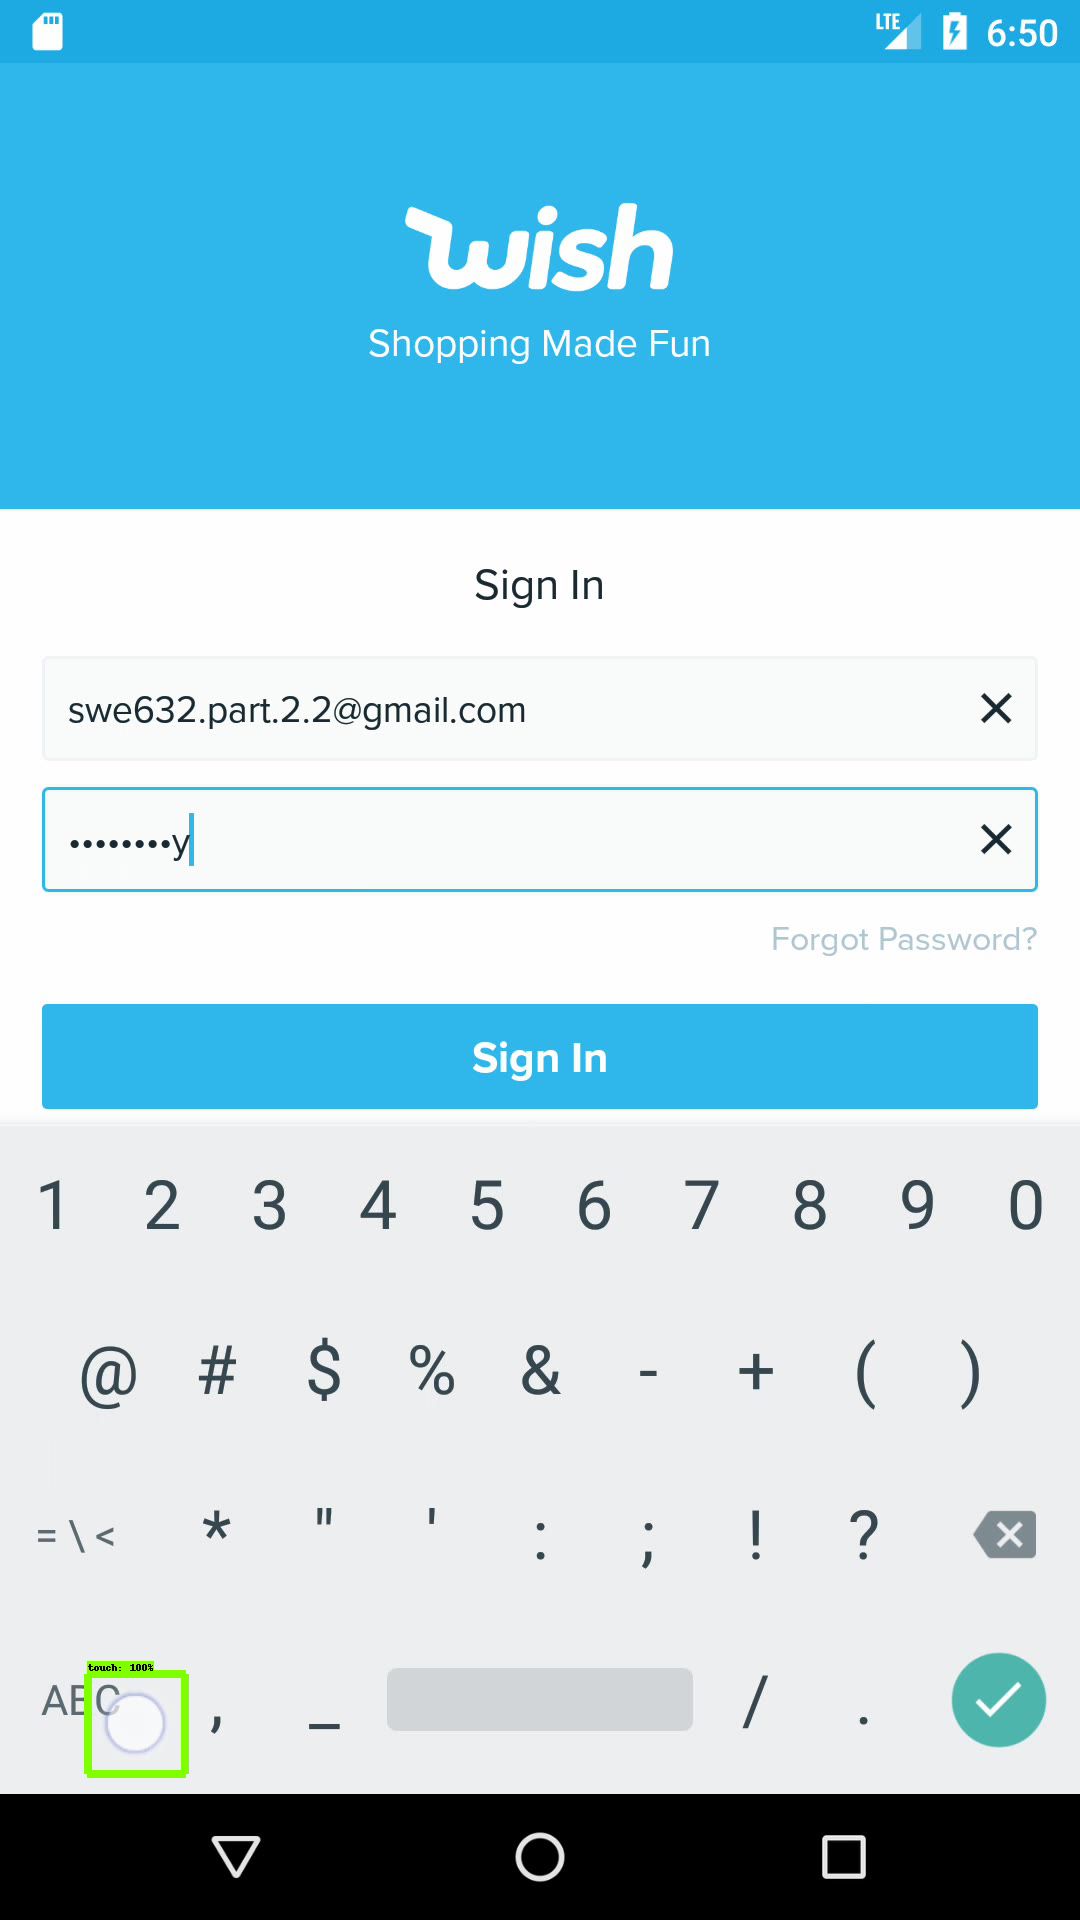 LTE 6:50
wish
Shopping Made Fun
Sign In
swe632.part.2.2@gmail.com
••••••••y
Forgot Password?
Sign In
1 2 3 4 5 6 7 8 9 0
@ # $ % & - + ( )
= \ < * " ' : ; ! ?
touch: 100%
ABC , _ / .